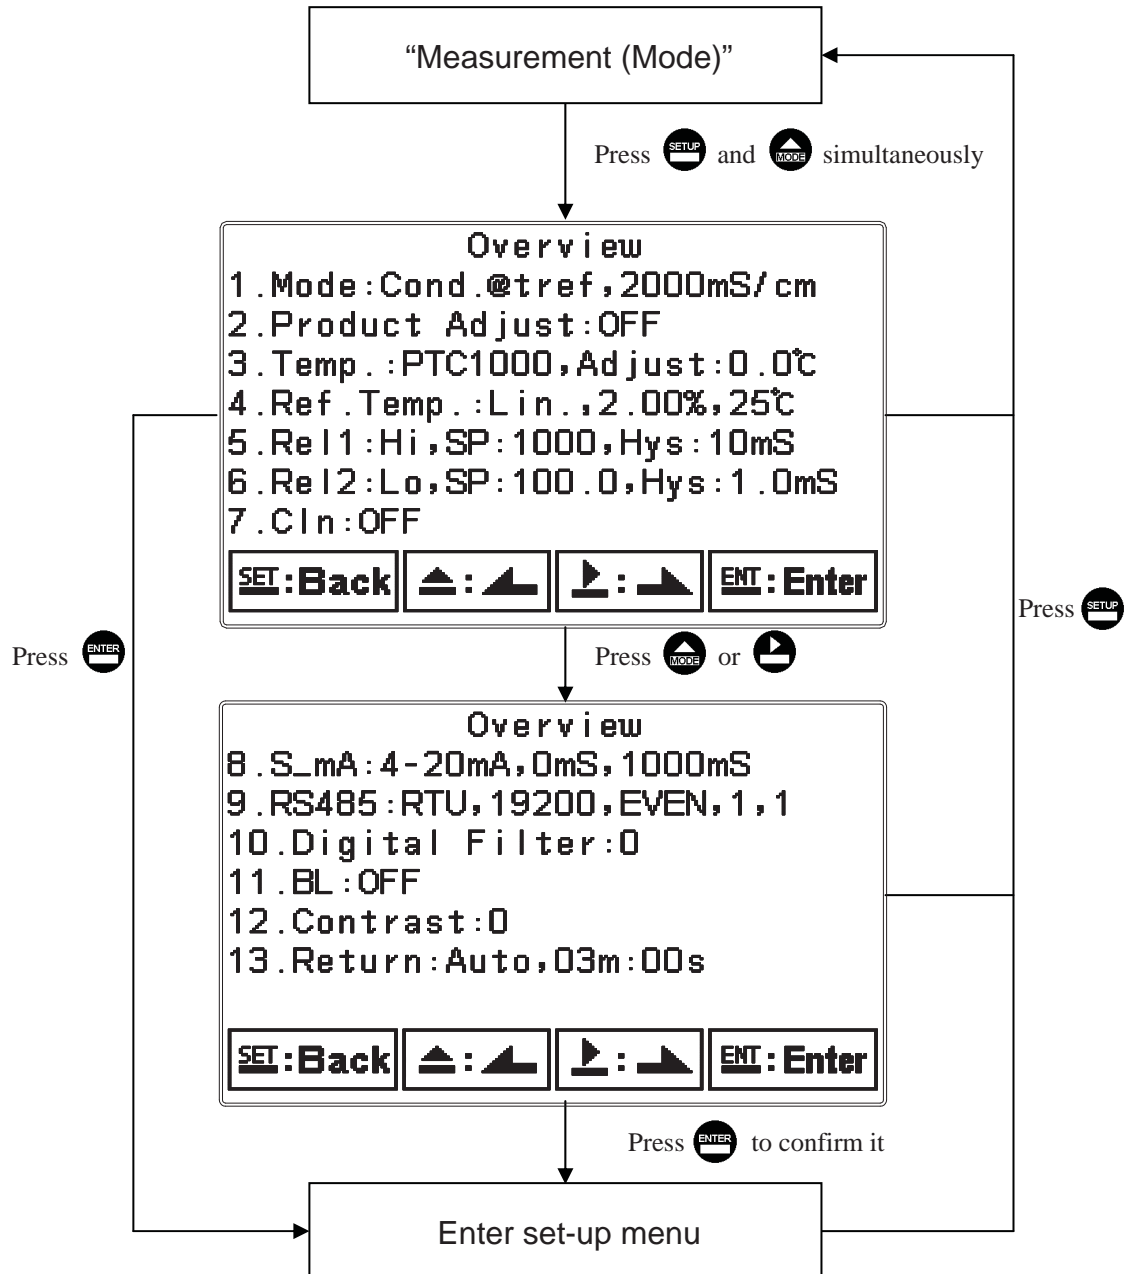 “Measurement (Mode)”
Press SETUP and MODE simultaneously
Overview
1.Mode:Cond.@tref,2000mS/cm
2.Product Adjust:OFF
3.Temp.:PTC1000,Adjust:0.0℃
4.Ref.Temp.:Lin.,2.00%,25℃
5.Rel1:Hi,SP:1000,Hys:10mS
6.Rel2:Lo,SP:100.0,Hys:1.0mS
7.Cln:OFF
SET:Back ▲: ▶: ENT:Enter
Press SETUP
Press ENTER
Press MODE or
Overview
8.S_mA:4-20mA,0mS,1000mS
9.RS485:RTU,19200,EVEN,1,1
10.Digital Filter:0
11.BL:OFF
12.Contrast:0
13.Return:Auto,03m:00s
SET:Back ▲: ▶: ENT:Enter
Press ENTER to confirm it
Enter set-up menu